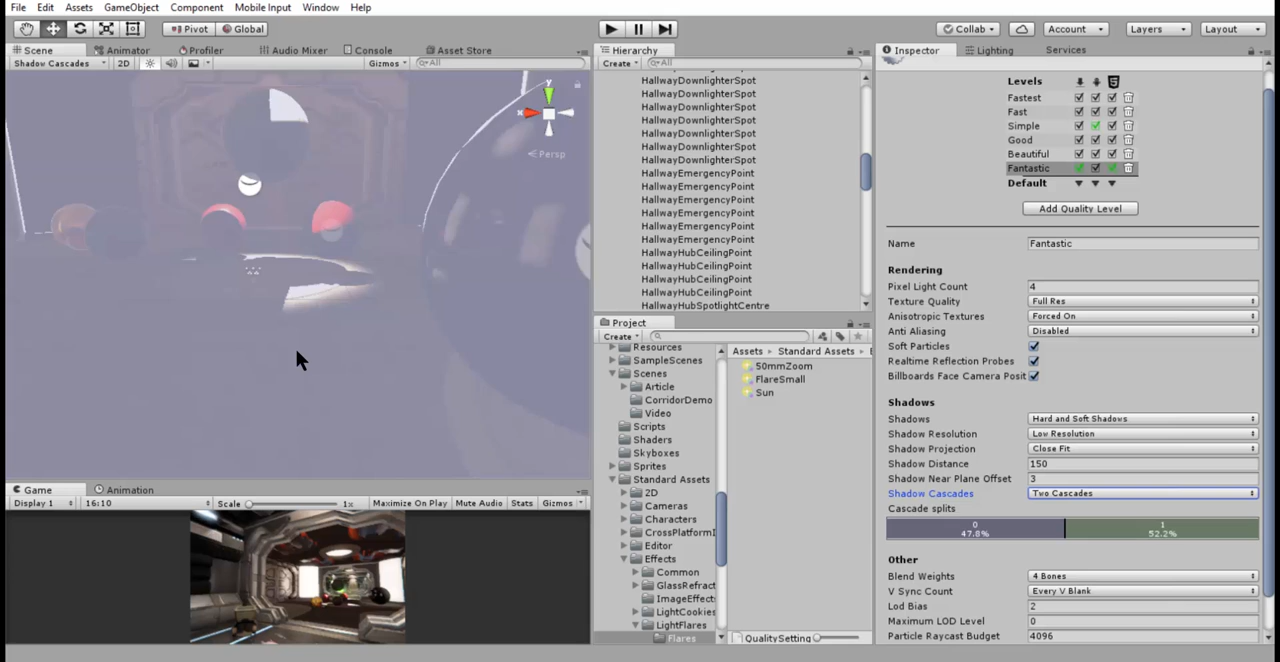 File Edit Assets GameObject Component Mobile Input Window Help
Pivot Global
Collab Account Layers Layout
Scene Animator Profiler Audio Mixer Console Asset Store
Shadow Cascades 2D Gizmos All
y
x
Persp
Game Animation
Display 1 16:10 Scale 1x Maximize On Play Mute Audio Stats Gizmos
Hierarchy
Create All
HallwayDownlighterSpot
HallwayDownlighterSpot
HallwayDownlighterSpot
HallwayDownlighterSpot
HallwayDownlighterSpot
HallwayDownlighterSpot
HallwayDownlighterSpot
HallwayEmergencyPoint
HallwayEmergencyPoint
HallwayEmergencyPoint
HallwayEmergencyPoint
HallwayEmergencyPoint
HallwayEmergencyPoint
HallwayHubCeilingPoint
HallwayHubCeilingPoint
HallwayHubCeilingPoint
HallwayHubCeilingPoint
HallwayHubSpotlightCentre
Project
Create
Resources
SampleScenes
Scenes
Article
CorridorDemo
Video
Scripts
Shaders
Skyboxes
Sprites
Standard Assets
2D
Cameras
Characters
CrossPlatformI
Editor
Effects
Common
GlassRefract
ImageEffect
LightCookies
LightFlares
Flares
Assets Standard Assets
50mmZoom
FlareSmall
Sun
QualitySetting
Inspector Lighting Services
Levels
Fastest
Fast
Simple
Good
Beautiful
Fantastic
Default
Add Quality Level
Name Fantastic
Rendering
Pixel Light Count 4
Texture Quality Full Res
Anisotropic Textures Forced On
Anti Aliasing Disabled
Soft Particles
Realtime Reflection Probes
Billboards Face Camera Posit
Shadows
Shadows Hard and Soft Shadows
Shadow Resolution Low Resolution
Shadow Projection Close Fit
Shadow Distance 150
Shadow Near Plane Offset 3
Shadow Cascades Two Cascades
Cascade splits
0 1
47.8% 52.2%
Other
Blend Weights 4 Bones
V Sync Count Every V Blank
Lod Bias 2
Maximum LOD Level 0
Particle Raycast Budget 4096